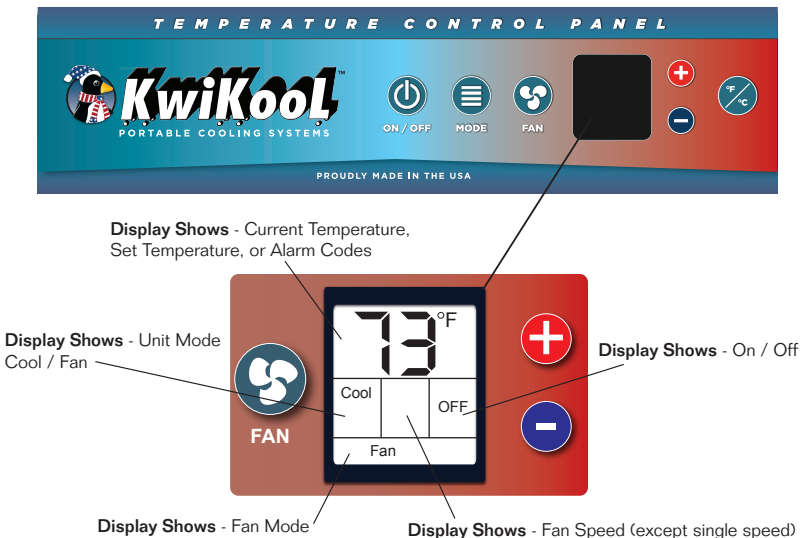 TEMPERATURE CONTROL PANEL
KwiKooL™
PORTABLE COOLING SYSTEMS
ON / OFF
MODE
FAN
°F
°C
PROUDLY MADE IN THE USA
Display Shows - Current Temperature,
Set Temperature, or Alarm Codes
73°F
Display Shows - Unit Mode
Cool / Fan
Display Shows - On / Off
Cool
OFF
FAN
Fan
Display Shows - Fan Mode
Display Shows - Fan Speed (except single speed)